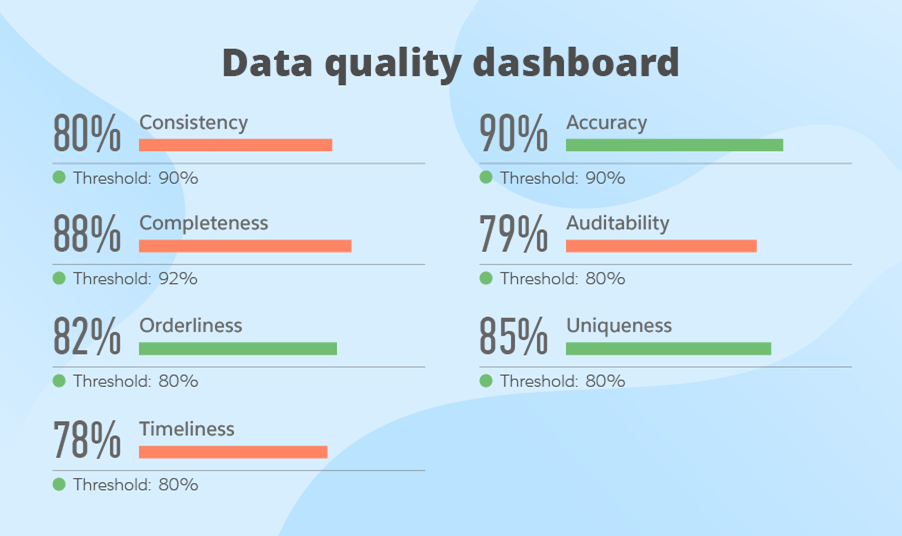 Data quality dashboard
80% Consistency
Threshold: 90%
88% Completeness
Threshold: 92%
82% Orderliness
Threshold: 80%
78% Timeliness
Threshold: 80%
90% Accuracy
Threshold: 90%
79% Auditability
Threshold: 80%
85% Uniqueness
Threshold: 80%